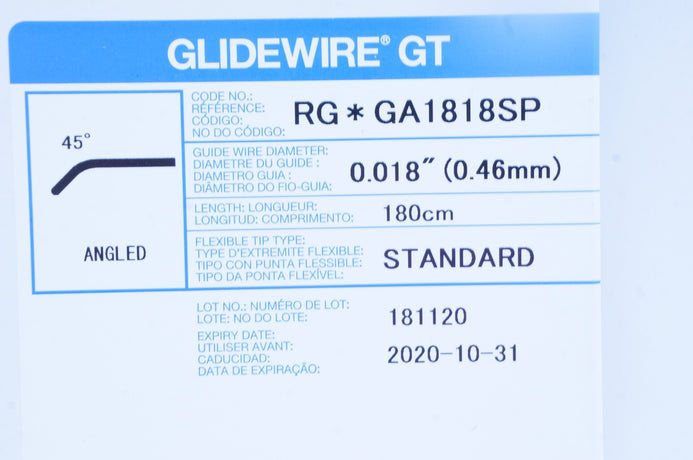 GLIDEWIRE® GT
45°
ANGLED
CODE NO.:
RÉFÉRENCE:
CÓDIGO:
NO DO CÓDIGO:
RG*GA1818SP
GUIDE WIRE DIAMETER:
DIAMETRE DU GUIDE :
DIAMETRO GUIA :
DIÂMETRO DO FIO-GUIA:
0.018" (0.46mm)
LENGTH; LONGUEUR:
LONGITUD; COMPRIMENTO:
180cm
FLEXIBLE TIP TYPE:
TYPE D'EXTREMITE FLEXIBLE:
TIPO CON PUNTA FLESSIBLE:
TIPO DA PONTA FLEXÍVEL:
STANDARD
LOT NO.: NUMÉRO DE LOT:
LOTE: NO DO LOTE:
181120
EXPIRY DATE:
UTILISER AVANT:
CADUCIDAD:
DATA DE EXPIRAÇÃO:
2020-10-31